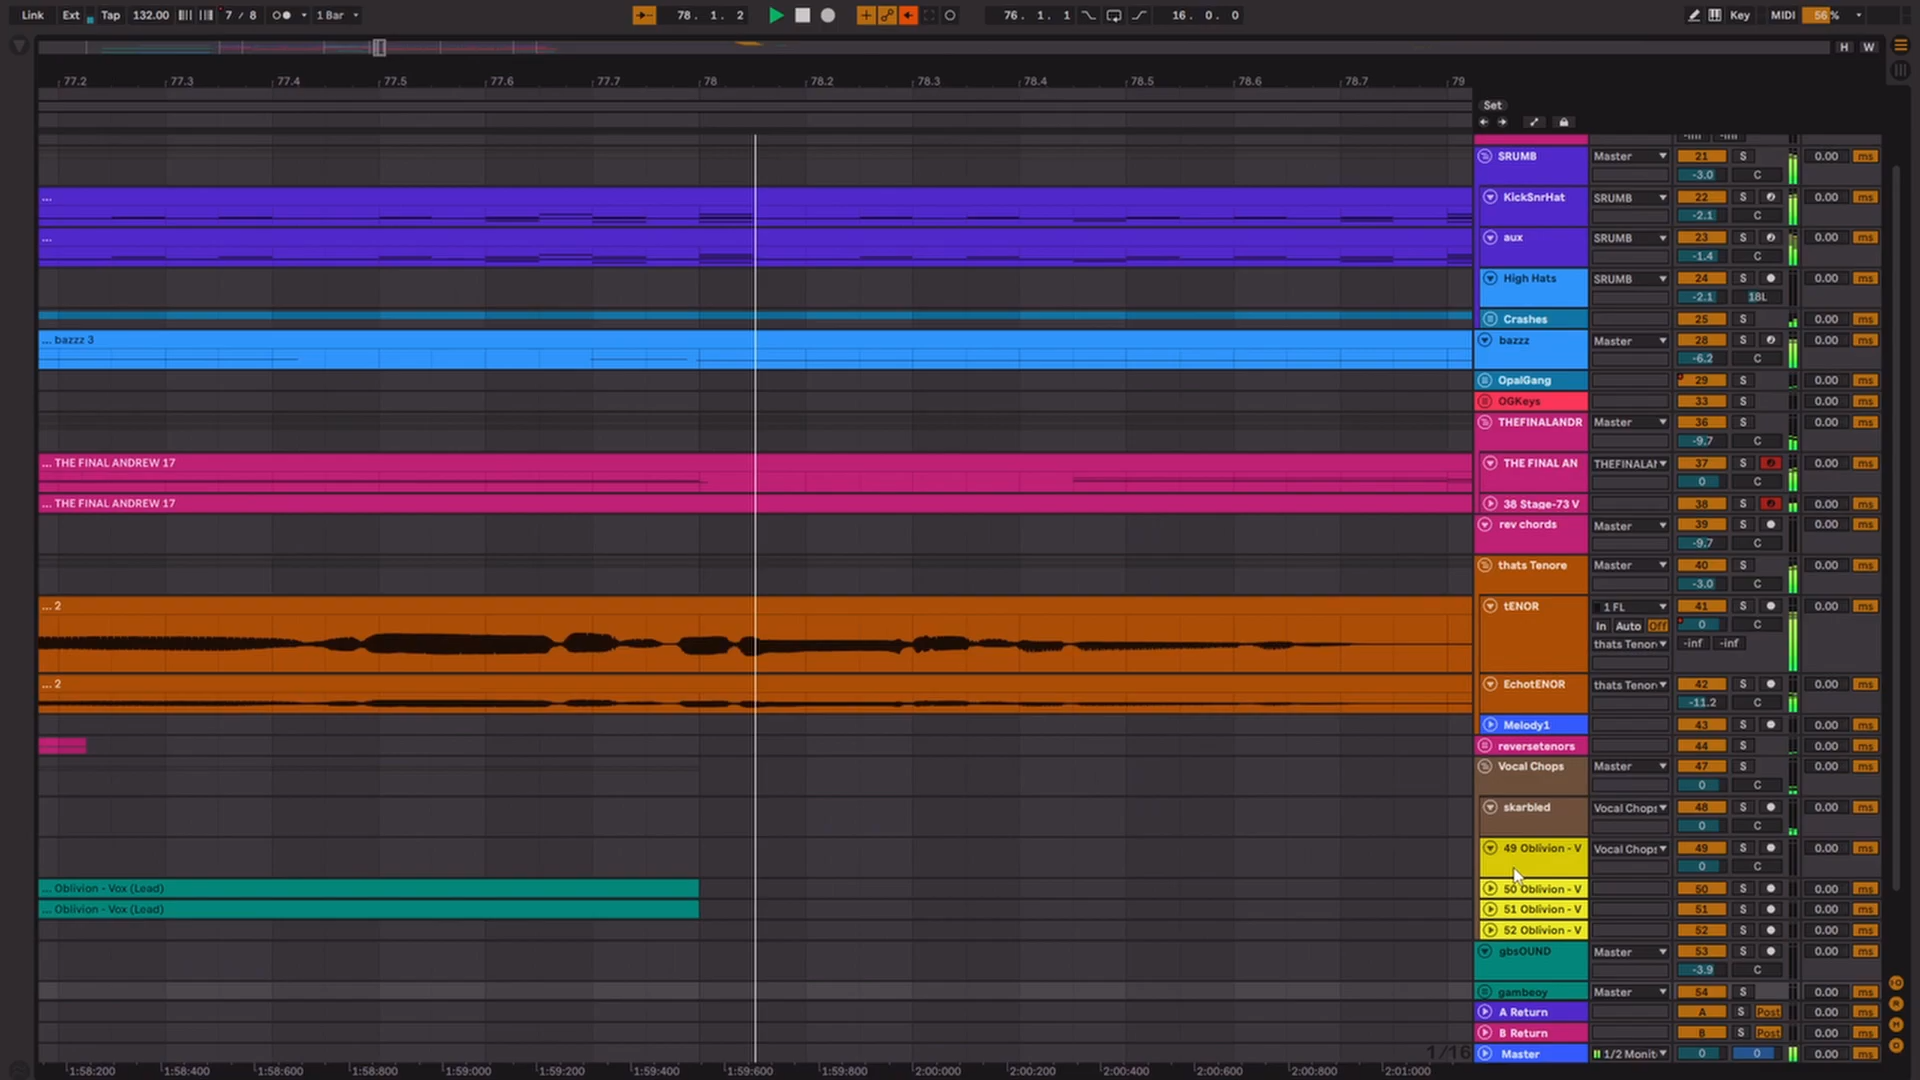 Link Ext Tap 132.00 7 / 8 1 Bar 78. 1. 2 76. 1. 1 16. 0. 0 Key MIDI 56 %
H W
77.2 77.3 77.4 77.5 77.6 77.7 78 78.2 78.3 78.4 78.5 78.6 78.7 79
Set
-inf -inf
SRUMB Master 21 S 0.00 ms
-3.0 C
... KickSnrHat SRUMB 22 S 0.00 ms
-2.1 C
... aux SRUMB 23 S 0.00 ms
-1.4 C
High Hats SRUMB 24 S 0.00 ms
-2.1 18L
Crashes 25 S 0.00 ms
... bazzz 3 bazzz Master 28 S 0.00 ms
-6.2 C
OpalGang 29 S 0.00 ms
OGKeys 33 S 0.00 ms
THEFINALANDR Master 36 S 0.00 ms
-9.7 C
... THE FINAL ANDREW 17 THE FINAL AN THEFINALAN 37 S 0.00 ms
0 C
... THE FINAL ANDREW 17 38 Stage-73 V 38 S 0.00 ms
rev chords Master 39 S 0.00 ms
-9.7 C
thats Tenore Master 40 S 0.00 ms
-3.0 C
... 2 tENOR 1 FL 41 S 0.00 ms
In Auto Off 0 C
thats Tenor -inf -inf
... 2 EchotENOR thats Tenor 42 S 0.00 ms
-11.2 C
Melody1 43 S 0.00 ms
reversetenors 44 S 0.00 ms
Vocal Chops Master 47 S 0.00 ms
0 C
skarbled Vocal Chops 48 S 0.00 ms
0 C
49 Oblivion - V Vocal Chops 49 S 0.00 ms
0 C
... Oblivion - Vox (Lead) 50 Oblivion - V 50 S 0.00 ms
... Oblivion - Vox (Lead) 51 Oblivion - V 51 S 0.00 ms
52 Oblivion - V 52 S 0.00 ms
gbsOUND Master 53 S 0.00 ms
-3.9 C
gambeoy Master 54 S 0.00 ms
A Return A S Post 0.00 ms
B Return B S Post 0.00 ms
1/16 Master 1/2 Monit 0 0 0.00 ms
1:58:200 1:58:400 1:58:600 1:58:800 1:59:000 1:59:200 1:59:400 1:59:600 1:59:800 2:00:000 2:00:200 2:00:400 2:00:600 2:00:800 2:01:000